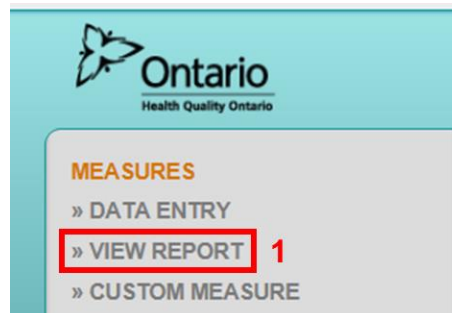 Ontario
Health Quality Ontario
MEASURES
» DATA ENTRY
» VIEW REPORT 1
» CUSTOM MEASURE